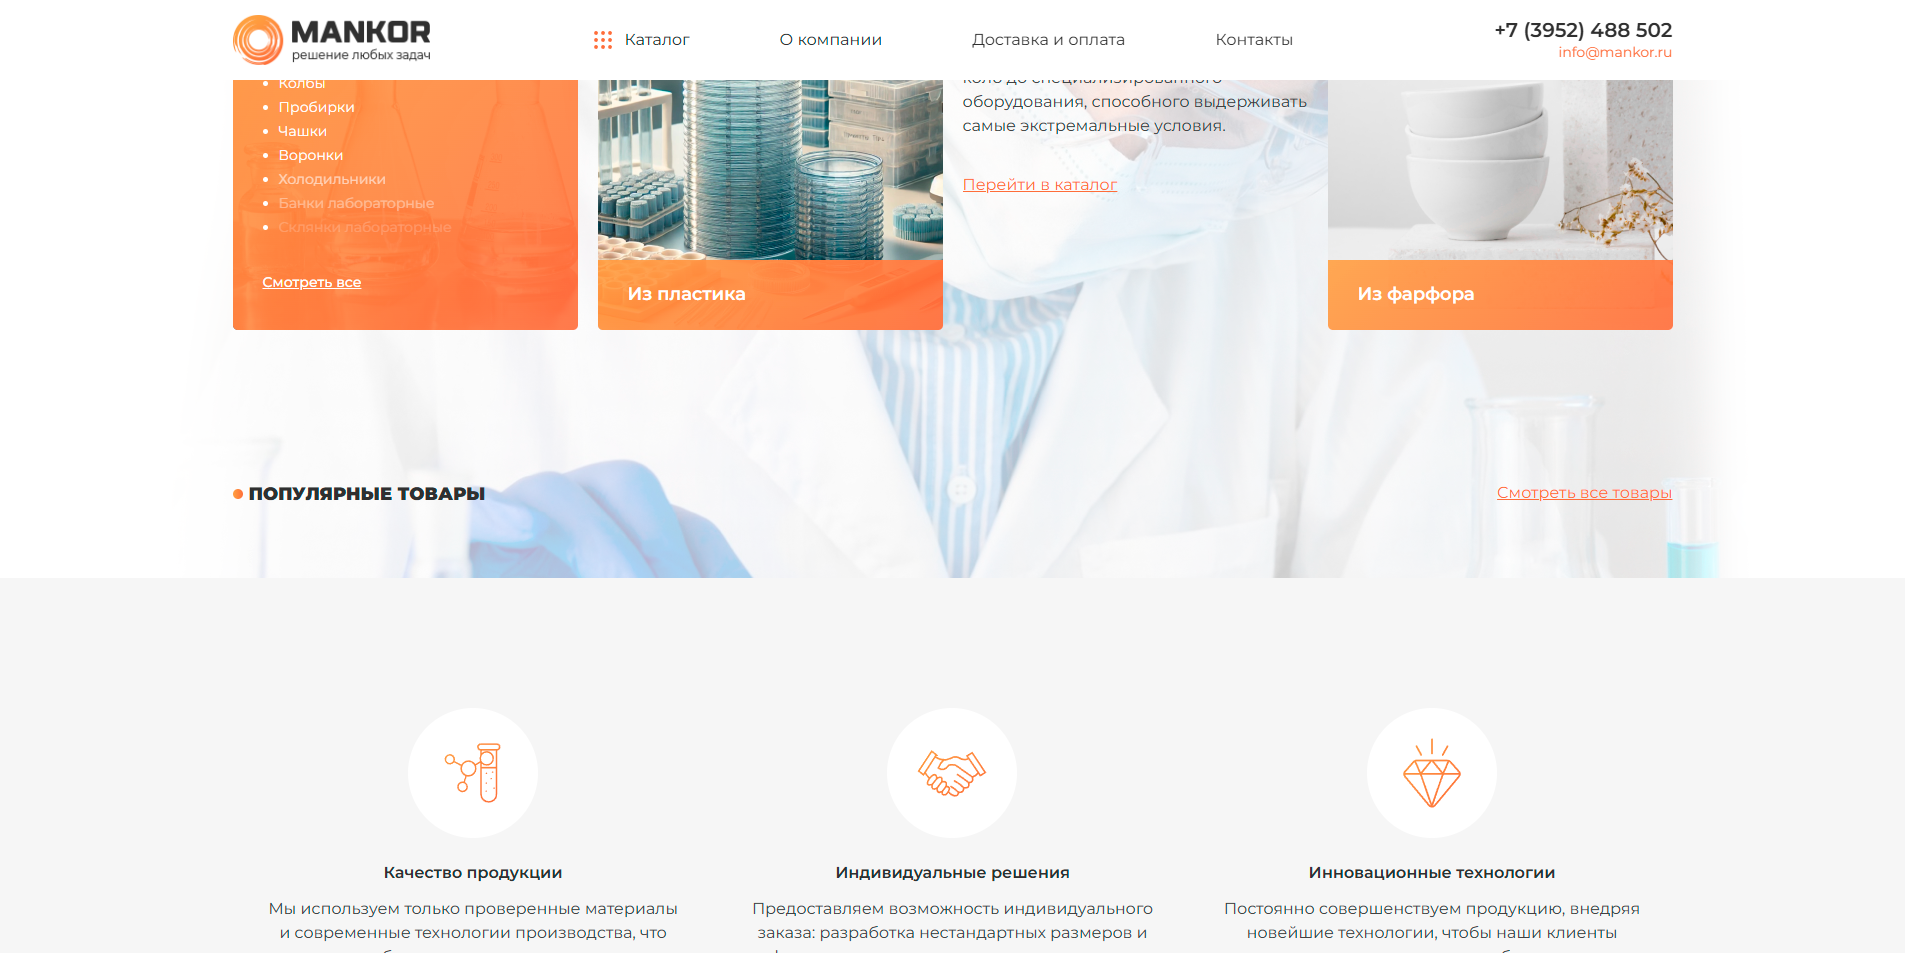 MANKOR
решение любых задач
Каталог
О компании
Доставка и оплата
Контакты
+7 (3952) 488 502
info@mankor.ru
Колбы
Пробирки
Чашки
Воронки
Холодильники
Банки лабораторные
Склянки лабораторные
Смотреть все
Из пластика
до специализированного
оборудования, способного выдерживать
самые экстремальные условия.
Перейти в каталог
Из фарфора
ПОПУЛЯРНЫЕ ТОВАРЫ
Смотреть все товары
Качество продукции
Мы используем только проверенные материалы
и современные технологии производства, что
Индивидуальные решения
Предоставляем возможность индивидуального
заказа: разработка нестандартных размеров и
Инновационные технологии
Постоянно совершенствуем продукцию, внедряя
новейшие технологии, чтобы наши клиенты